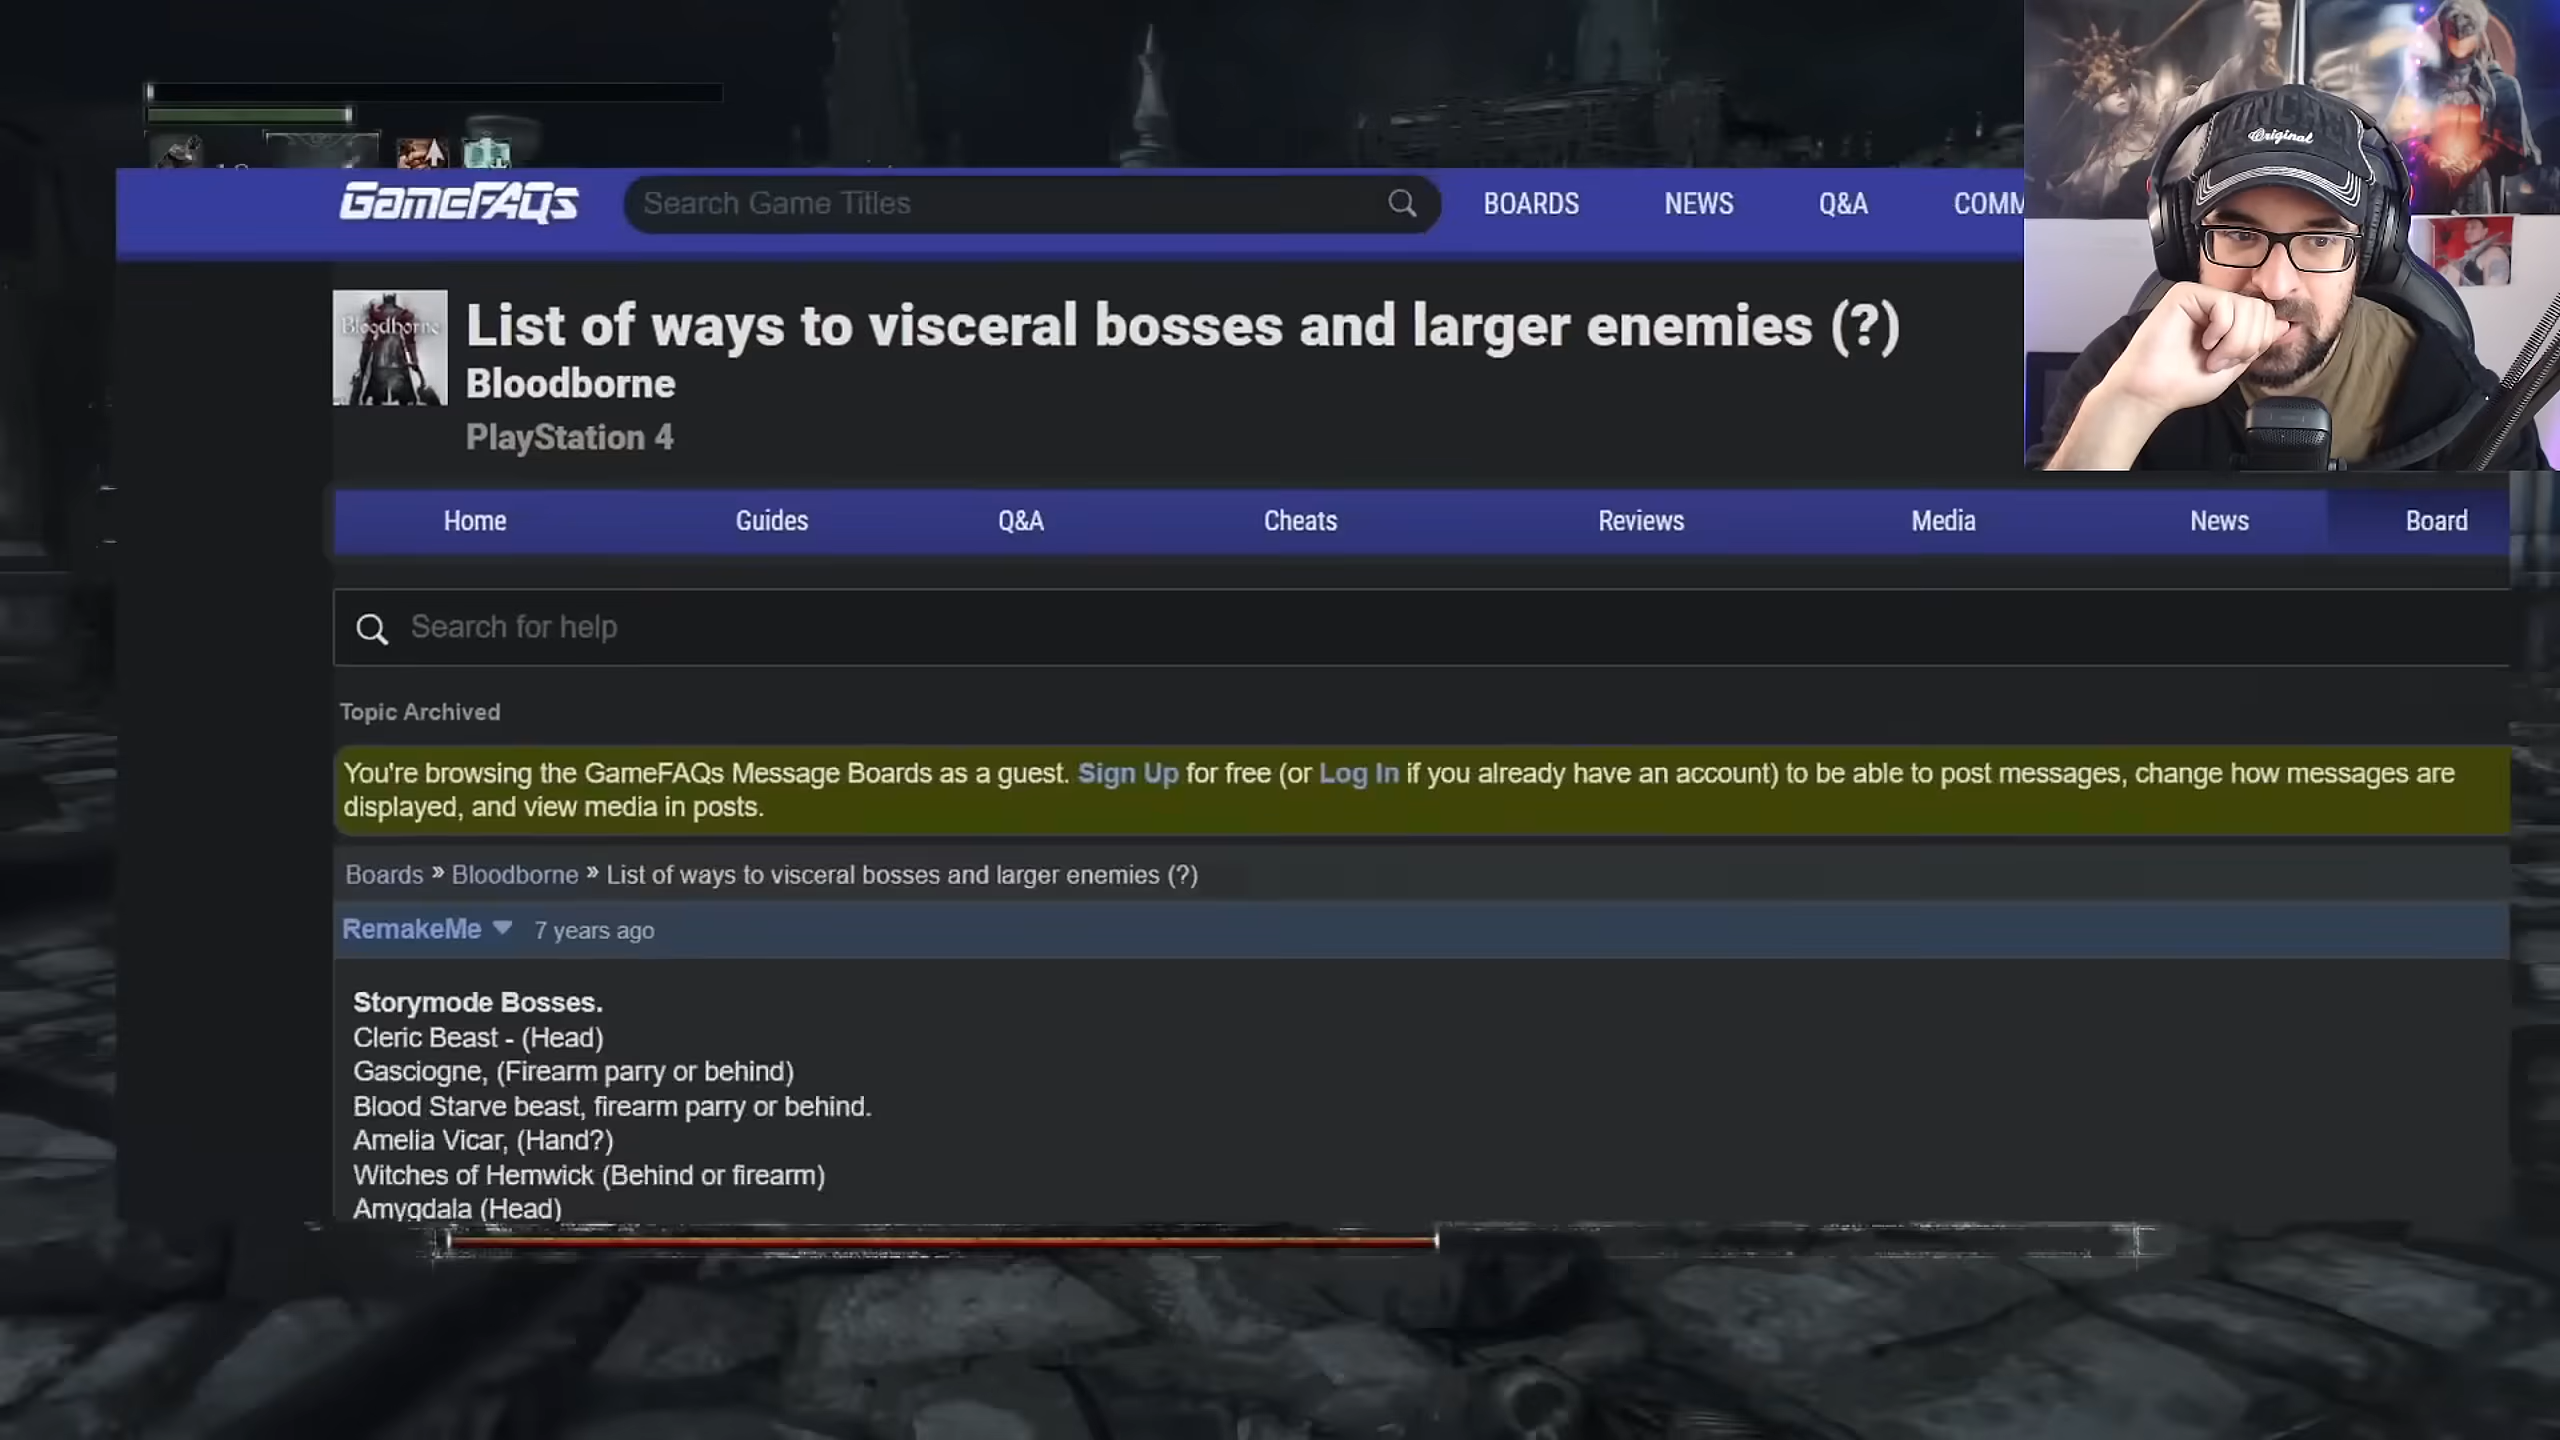 GameFAQs
Search Game Titles
BOARDS NEWS Q&A COMM
Original
Bloodborne
List of ways to visceral bosses and larger enemies (?)
Bloodborne
PlayStation 4
Home Guides Q&A Cheats Reviews Media News Board
Search for help
Topic Archived
You're browsing the GameFAQs Message Boards as a guest. Sign Up for free (or Log In if you already have an account) to be able to post messages, change how messages are
displayed, and view media in posts.
Boards » Bloodborne » List of ways to visceral bosses and larger enemies (?)
RemakeMe 7 years ago
Storymode Bosses.
Cleric Beast - (Head)
Gasciogne, (Firearm parry or behind)
Blood Starve beast, firearm parry or behind.
Amelia Vicar, (Hand?)
Witches of Hemwick (Behind or firearm)
Amygdala (Head)